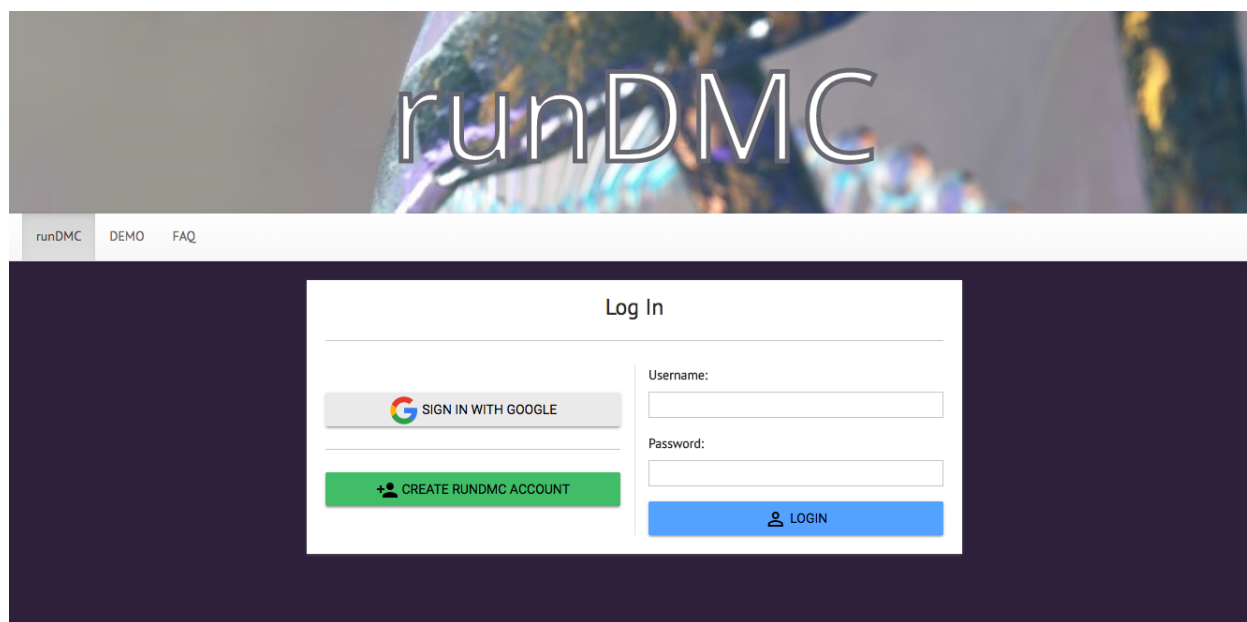 runDMC
runDMC DEMO FAQ
Log In
SIGN IN WITH GOOGLE
CREATE RUNDMC ACCOUNT
Username:
Password:
LOGIN